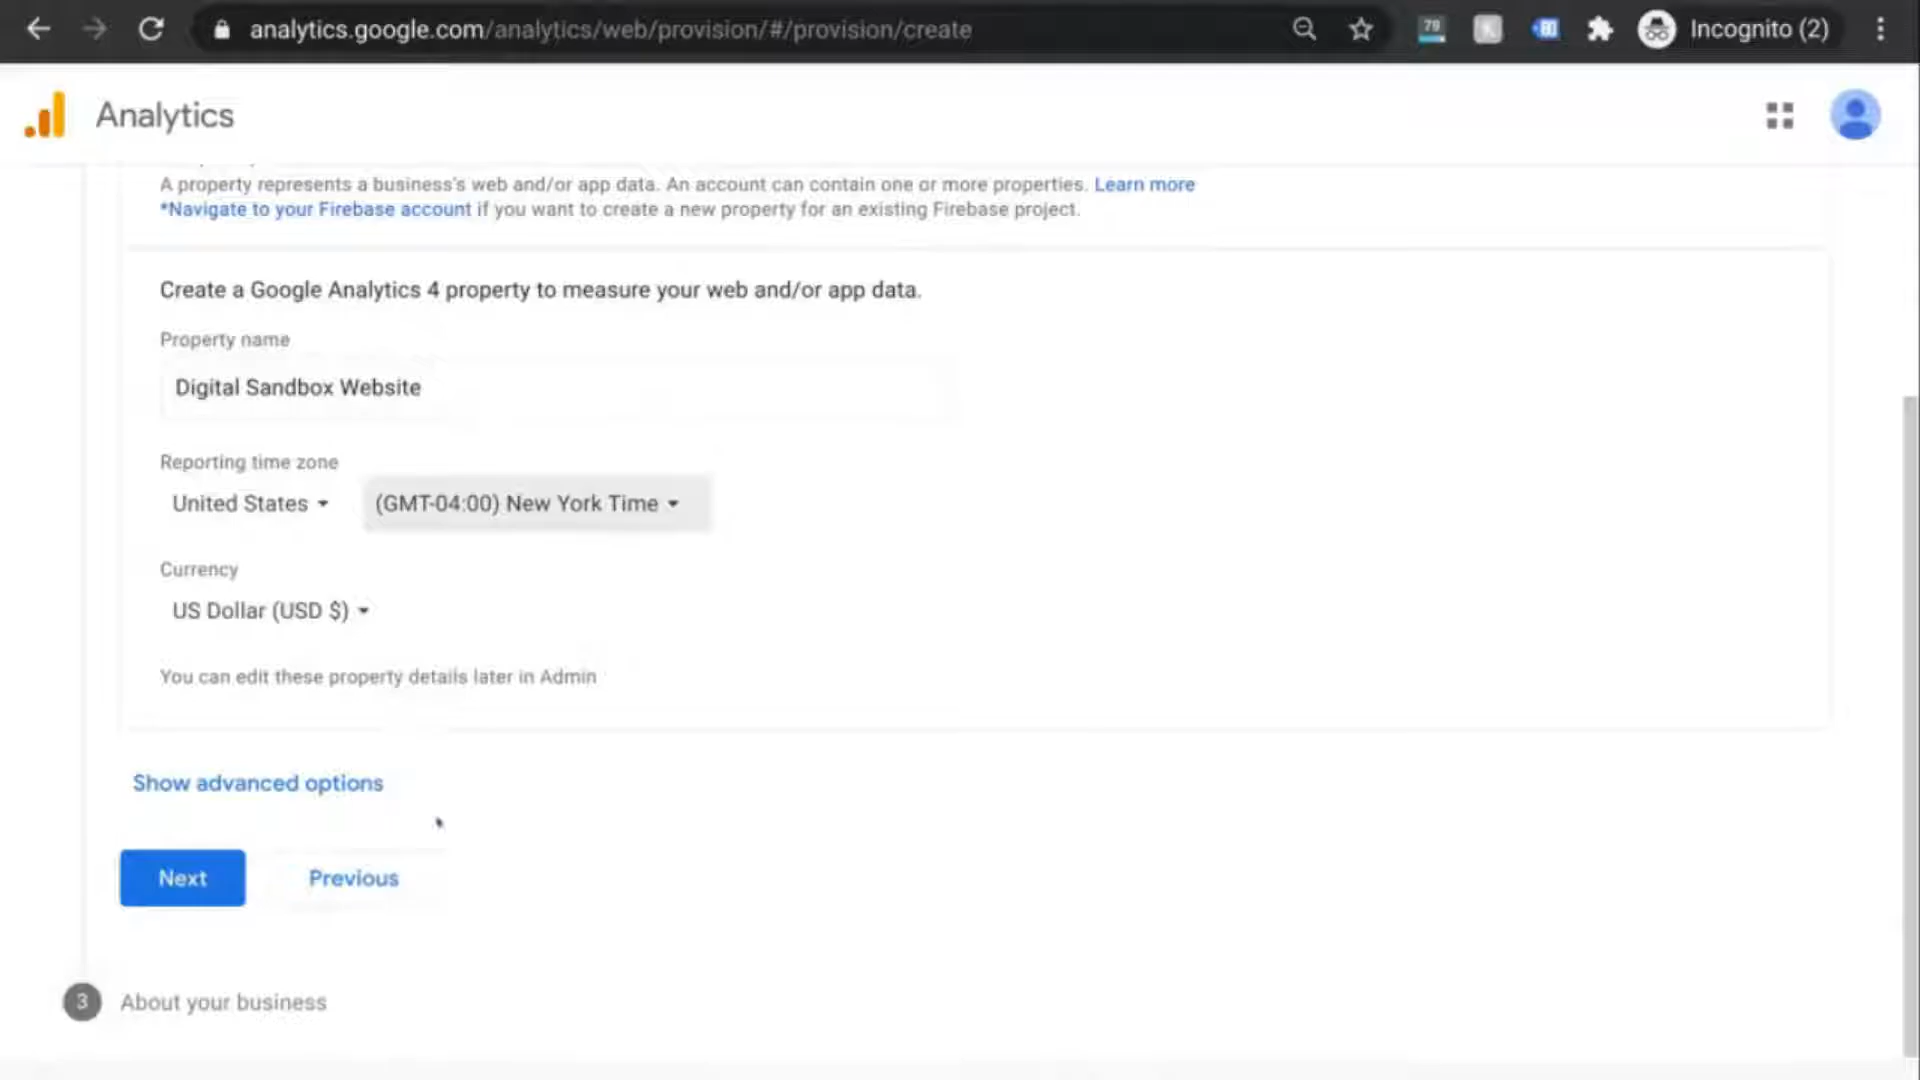 analytics.google.com/analytics/web/provision/#/provision/create
79
Incognito (2)
Analytics
A property represents a business's web and/or app data. An account can contain one or more properties. Learn more
*Navigate to your Firebase account if you want to create a new property for an existing Firebase project.
Create a Google Analytics 4 property to measure your web and/or app data.
Property name
Digital Sandbox Website
Reporting time zone
United States
(GMT-04:00) New York Time
Currency
US Dollar (USD $)
You can edit these property details later in Admin
Show advanced options
Next
Previous
3
About your business